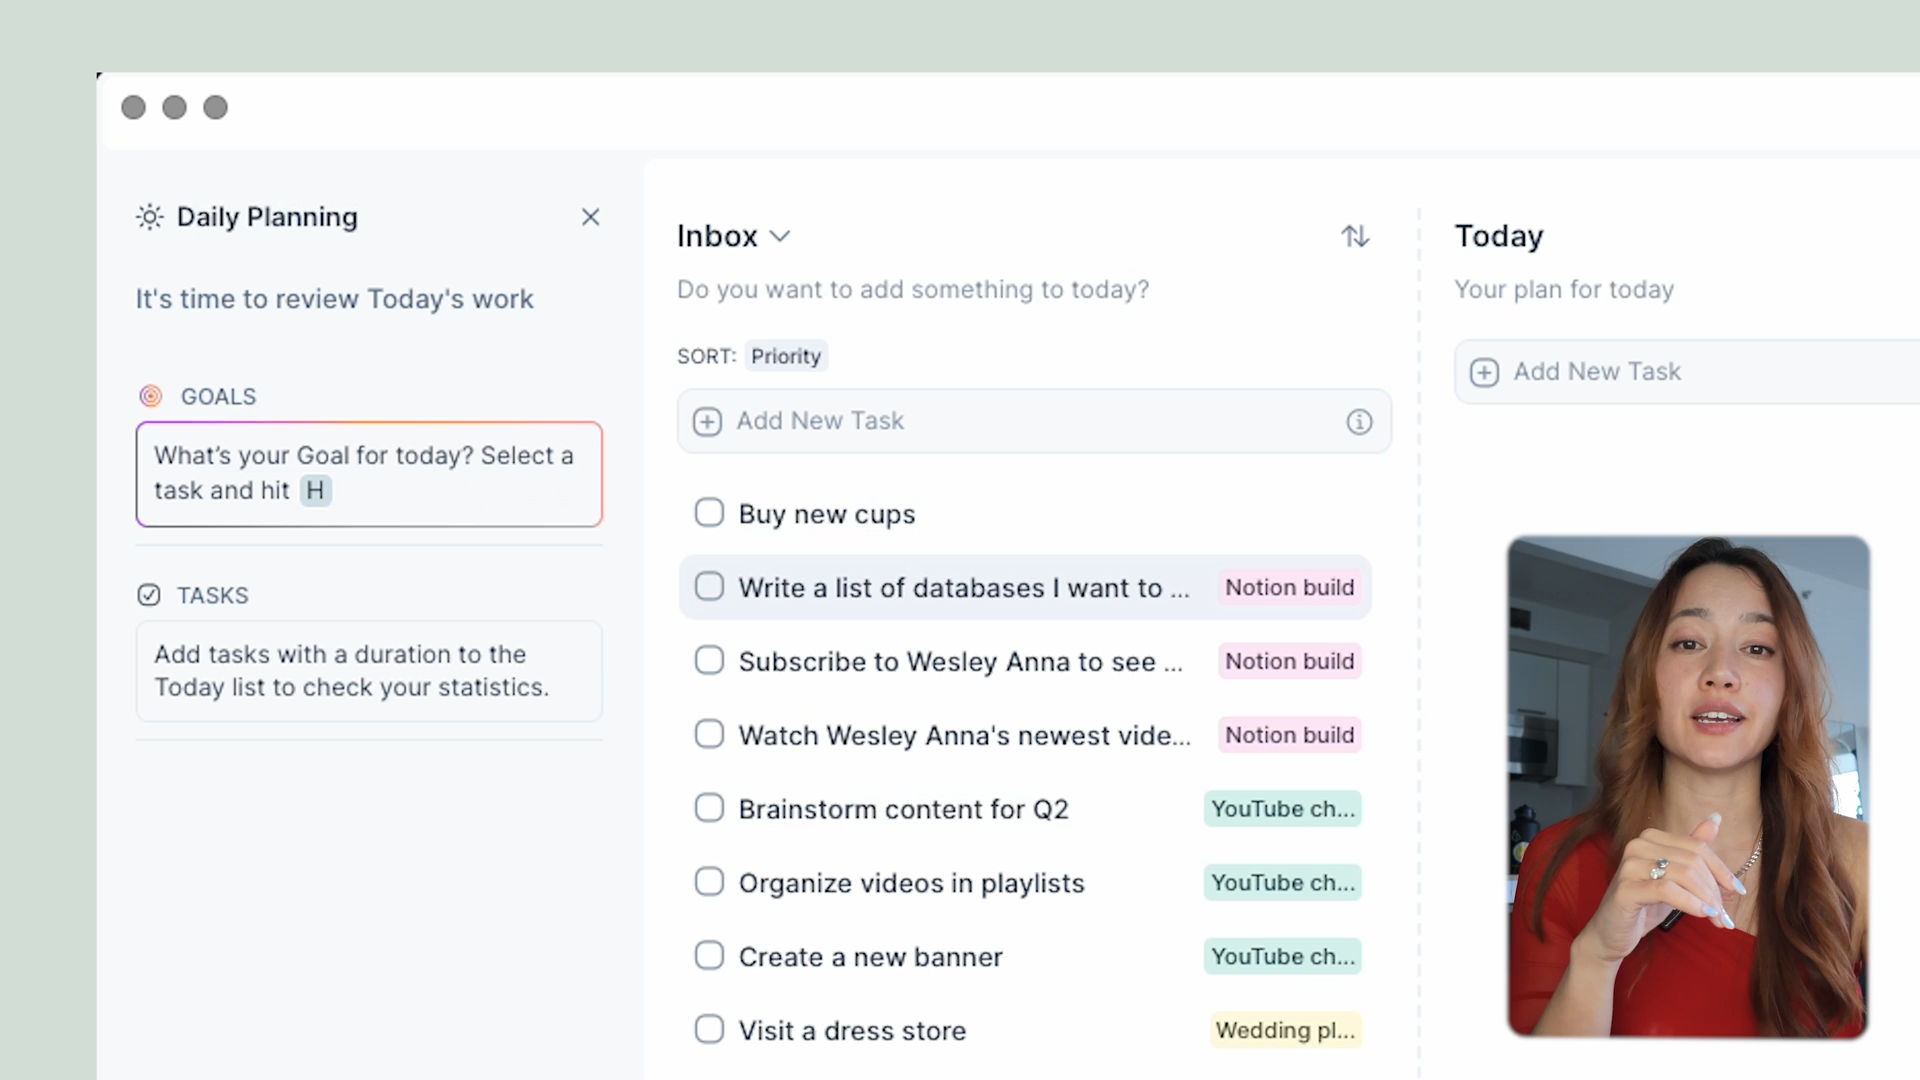 Daily Planning
It's time to review Today's work
GOALS
What's your Goal for today? Select a
task and hit H
TASKS
Add tasks with a duration to the
Today list to check your statistics.
Inbox
Do you want to add something to today?
SORT: Priority
Add New Task
Buy new cups
Write a list of databases I want to ... Notion build
Subscribe to Wesley Anna to see ... Notion build
Watch Wesley Anna's newest vide... Notion build
Brainstorm content for Q2 YouTube ch...
Organize videos in playlists YouTube ch...
Create a new banner YouTube ch...
Visit a dress store Wedding pl...
Today
Your plan for today
Add New Task